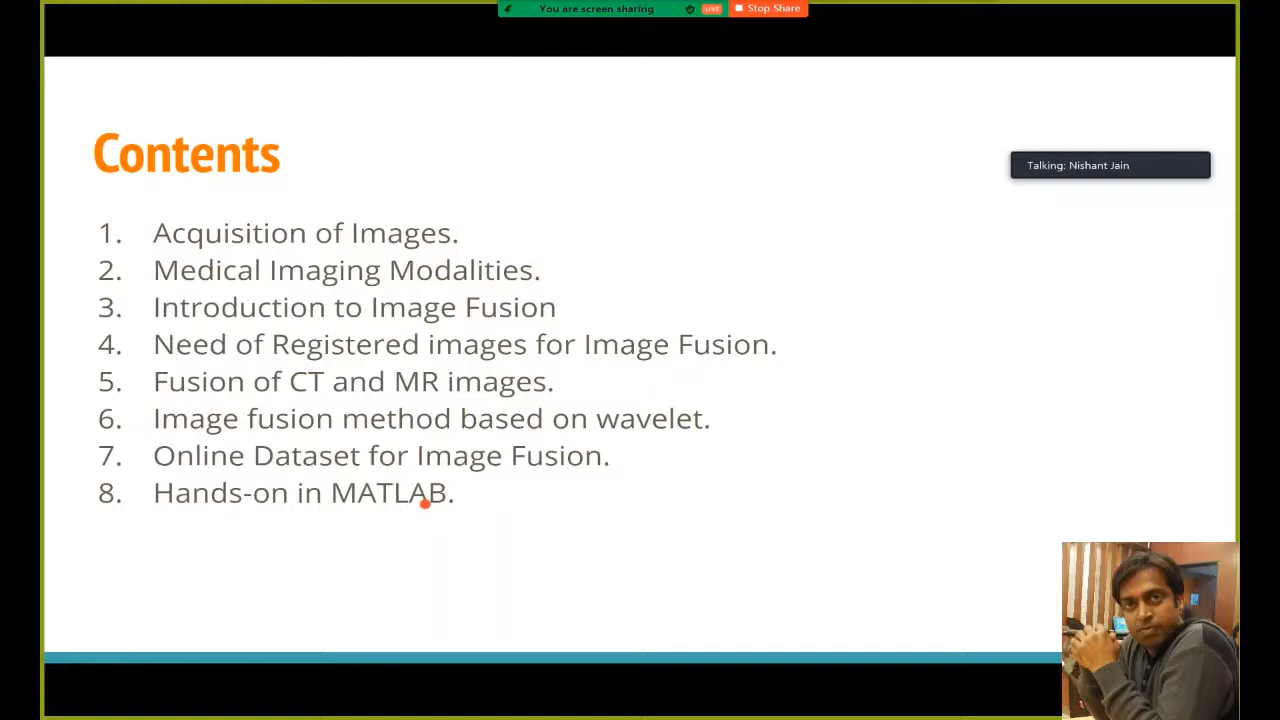 You are screen sharing LIVE Stop Share
Contents
Talking: Nishant Jain
1. Acquisition of Images.
2. Medical Imaging Modalities.
3. Introduction to Image Fusion
4. Need of Registered images for Image Fusion.
5. Fusion of CT and MR images.
6. Image fusion method based on wavelet.
7. Online Dataset for Image Fusion.
8. Hands-on in MATLAB.